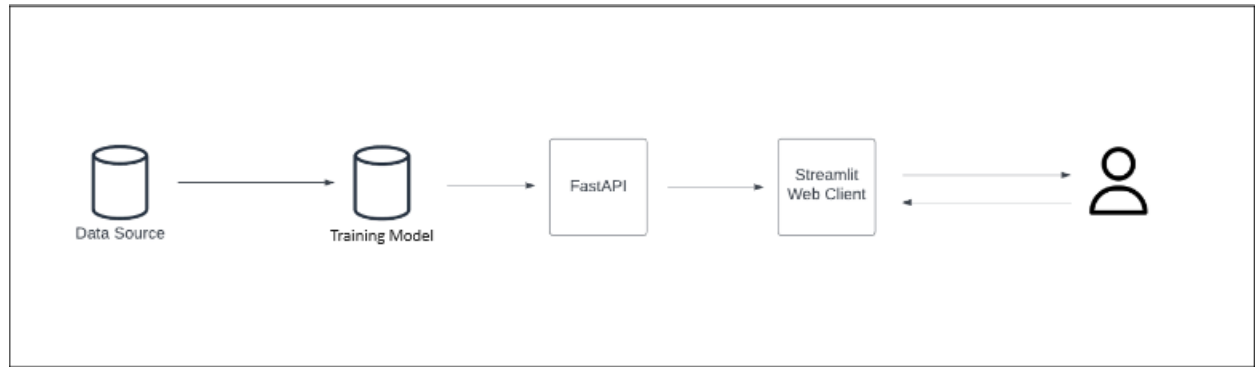 Data Source
Training Model
FastAPI
Streamlit
Web Client